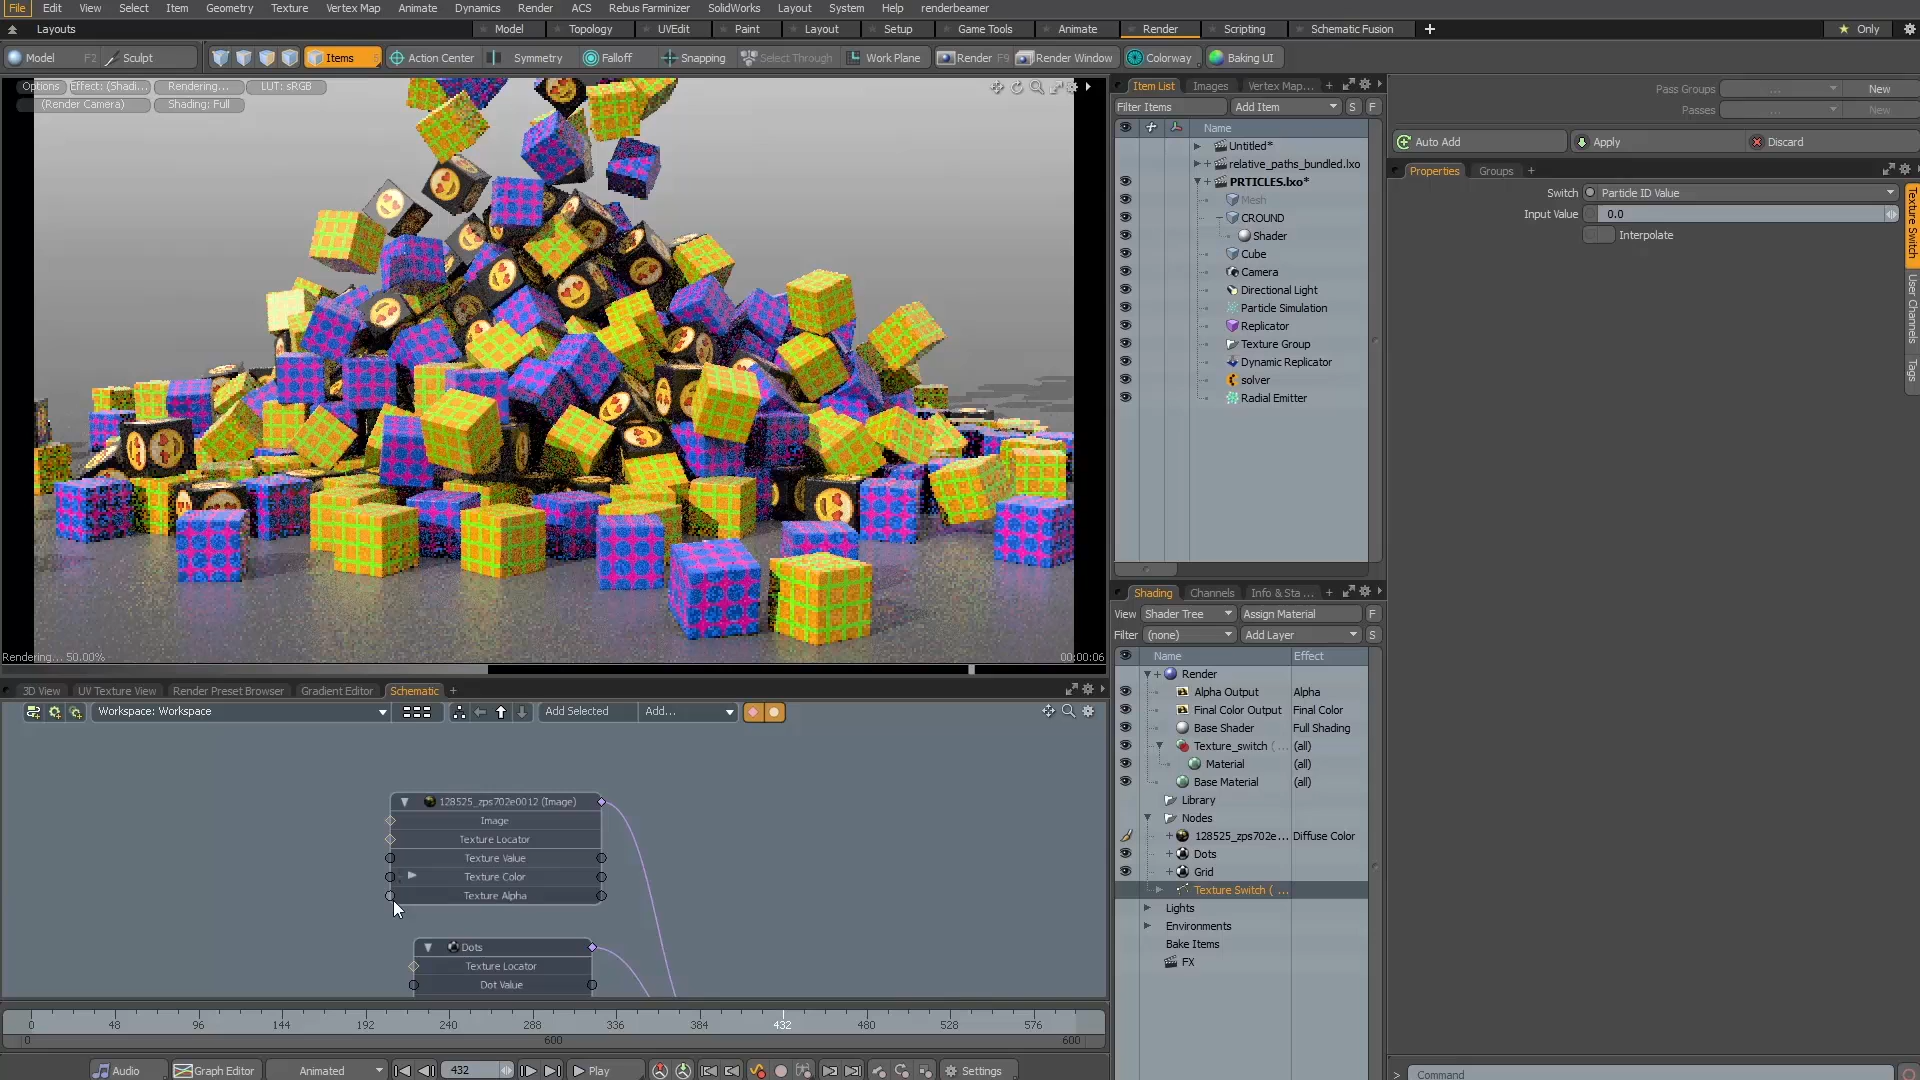 File Edit View Select Item Geometry Texture Vertex Map Animate Dynamics Render ACS Rebus Farminizer SolidWorks Layout System Help renderbeamer
Layouts Model Topology UVEdit Paint Layout Setup Game Tools Animate Render Scripting Schematic Fusion Only
Model F2 Sculpt Items 5 Action Center Symmetry Falloff Snapping Select Through Work Plane Render F9 Render Window Colorway Baking UI
Options Effect: (Shadi... Rendering... LUT: sRGB
(Render Camera) Shading: Full
Rendering... 50.00% 00:00:06
Item List Images Vertex Map...
Filter Items Add Item S F
Name
Untitled*
relative_paths_bundled.lxo
PRTICLES.lxo*
Mesh
CROUND
Shader
Cube
Camera
Directional Light
Particle Simulation
Replicator
Texture Group
Dynamic Replicator
solver
Radial Emitter
Pass Groups ... New
Passes ... New
Auto Add Apply Discard
Properties Groups
Switch Particle ID Value
Input Value 0.0
Interpolate
Texture Switch
User Channels
Tags
Shading Channels Info & Sta ...
View Shader Tree Assign Material F
Filter (none) Add Layer S
Name Effect
Render
Alpha Output Alpha
Final Color Output Final Color
Base Shader Full Shading
Texture_switch ( ... (all)
Material (all)
Base Material (all)
Library
Nodes
128525_zps702e... Diffuse Color
Dots
Grid
Texture Switch ( ...
Lights
Environments
Bake Items
FX
3D View UV Texture View Render Preset Browser Gradient Editor Schematic
Workspace: Workspace Add Selected Add...
128525_zps702e0012 (Image)
Image
Texture Locator
Texture Value
Texture Color
Texture Alpha
Dots
Texture Locator
Dot Value
0 48 96 144 192 240 288 336 384 432 480 528 576
0 600 600
Audio Graph Editor Animated 432 Play Settings
Command